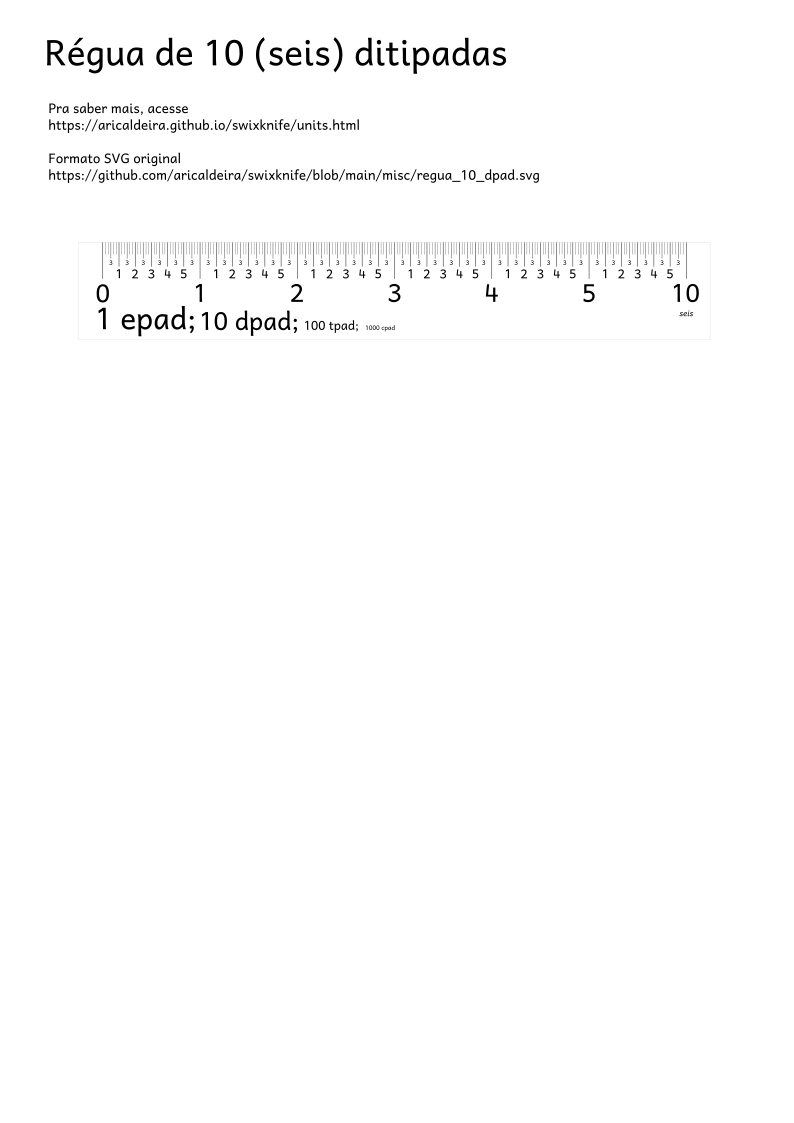 Régua de 10 (seis) ditipadas
Pra saber mais, acesse
https://aricaldeira.github.io/swixknife/units.html
Formato SVG original
https://github.com/aricaldeira/swixknife/blob/main/misc/regua_10_dpad.svg
3 3 3 3 3 3 3 3 3 3 3 3 3 3 3 3 3 3 3 3 3 3 3 3 3 3 3 3 3 3 3 3 3 3 3 3
1 2 3 4 5 1 2 3 4 5 1 2 3 4 5 1 2 3 4 5 1 2 3 4 5 1 2 3 4 5
0 1 2 3 4 5 10
1 epad; 10 dpad; 100 tpad; 1000 cpad seis